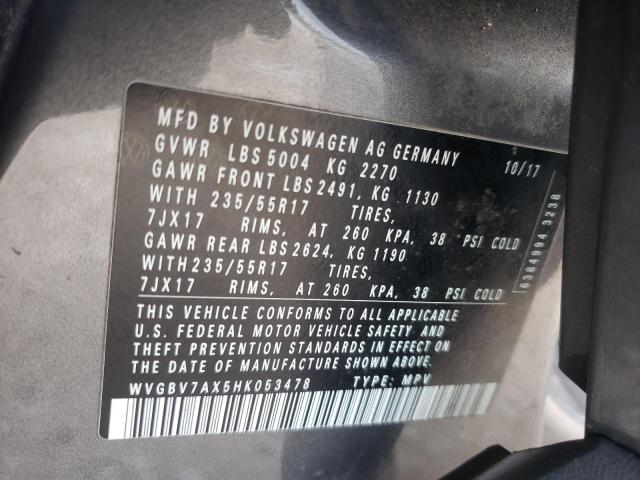 MFD BY VOLKSWAGEN AG GERMANY 10/17
GVWR LBS 5004 KG 2270
GAWR FRONT LBS 2491, KG 1130
WITH 235/55R17 TIRES,
7JX17 RIMS, AT 260 KPA, 38 PSI COLD
GAWR REAR LBS 2624, KG 1190
WITH 235/55R17 TIRES,
7JX17 RIMS, AT 260 KPA, 38 PSI COLD
THIS VEHICLE CONFORMS TO ALL APPLICABLE
U.S. FEDERAL MOTOR VEHICLE SAFETY AND
THEFT PREVENTION STANDARDS IN EFFECT ON
THE DATE OF MANUFACTURE SHOWN ABOVE.
WVGBV7AX5HK053478 TYPE: MPV
6384994 3238